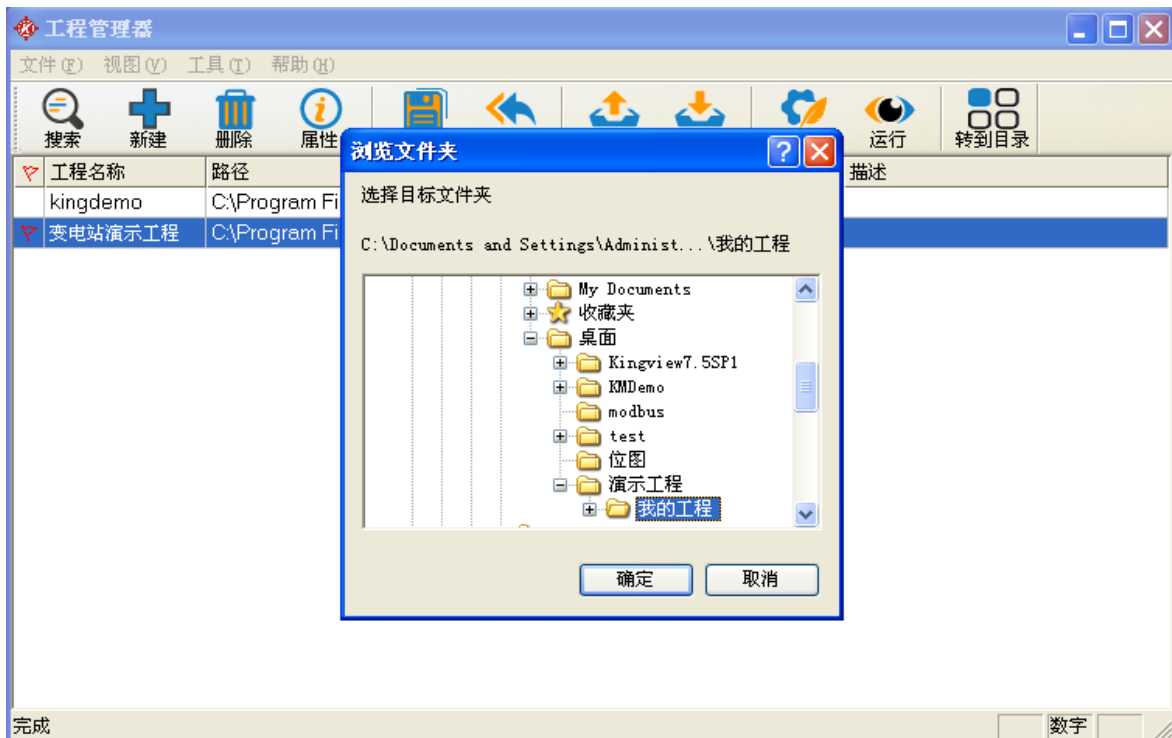 工程管理器
文件(F) 视图(V) 工具(T) 帮助(H)
搜索 新建 删除 属性 运行 转到目录
工程名称 路径 描述
kingdemo C:\Program Fi
变电站演示工程 C:\Program Fi
浏览文件夹
选择目标文件夹
C:\Documents and Settings\Administ...\我的工程
My Documents
收藏夹
桌面
Kingview7.5SP1
KMDemo
modbus
test
位图
演示工程
我的工程
确定 取消
完成 数字